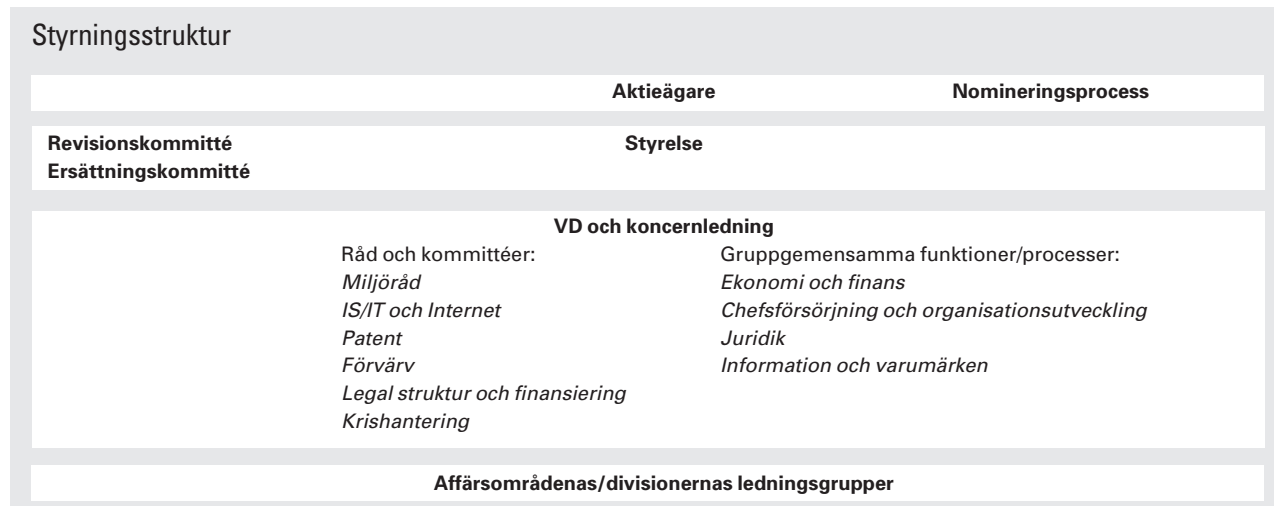 Styrningsstruktur
Aktieägare Nomineringsprocess
Revisionskommitté Styrelse
Ersättningskommitté
VD och koncernledning
Råd och kommittéer: Gruppgemensamma funktioner/processer:
Miljöråd Ekonomi och finans
IS/IT och Internet Chefsförsörjning och organisationsutveckling
Patent Juridik
Förvärv Information och varumärken
Legal struktur och finansiering
Krishantering
Affärsområdenas/divisionernas ledningsgrupper